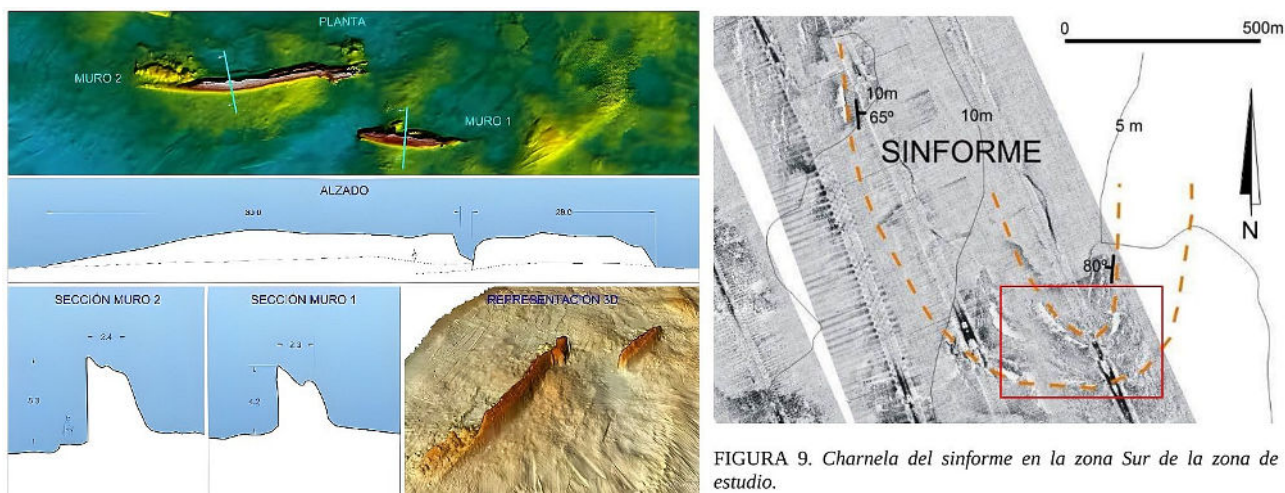 PLANTA
MURO 2
MURO 1
ALZADO
28.0
SECCIÓN MURO 2
2.4
5.3
SECCIÓN MURO 1
2.3
4.2
REPRESENTACIÓN 3D
0 500m
10m
65º
10m
5 m
SINFORME
N
80º
FIGURA 9. Charnela del sinforme en la zona Sur de la zona de
estudio.